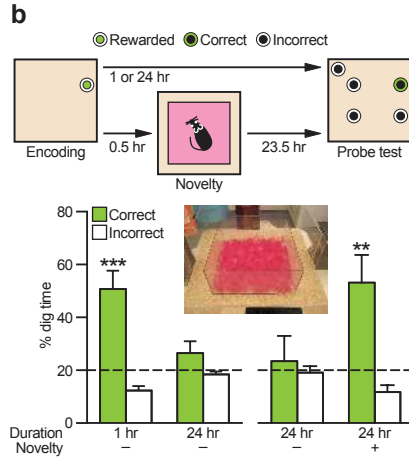 b
Rewarded Correct Incorrect
1 or 24 hr
Encoding 0.5 hr Novelty 23.5 hr Probe test
% dig time
80
60
40
20
0
Correct
Incorrect
***
**
Duration 1 hr 24 hr 24 hr 24 hr
Novelty – – – +